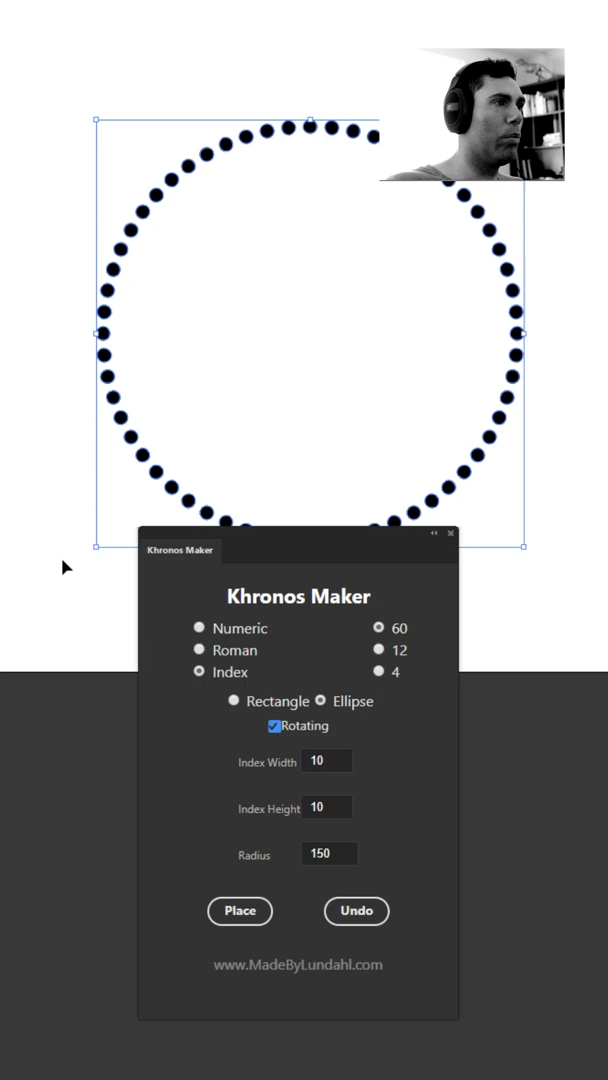 Khronos Maker
Khronos Maker
Numeric 60
Roman 12
Index 4
Rectangle Ellipse
Rotating
Index Width 10
Index Height 10
Radius 150
Place Undo
www.MadeByLundahl.com